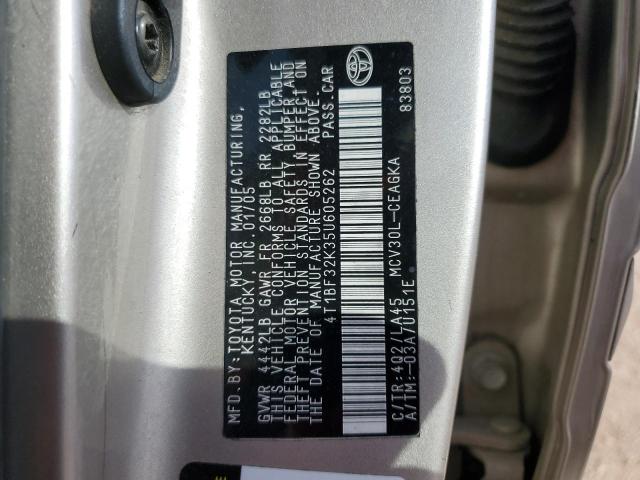 MFD. BY: TOYOTA MOTOR MANUFACTURING,
KENTUCKY, INC. 01/05
GVWR 4442LB GAWR FR 2668LB RR 2282LB
THIS VEHICLE CONFORMS TO ALL APPLICABLE
FEDERAL MOTOR VEHICLE SAFETY BUMPER, AND
THEFT PREVENTION STANDARDS IN EFFECT ON
THE DATE OF MANUFACTURE SHOWN ABOVE.
4T1BF32K35U605262 PASS.CAR
C/TR:4Q2/LA45 MCV30L-CEAGKA
A/TM:-03A/U151E 83803